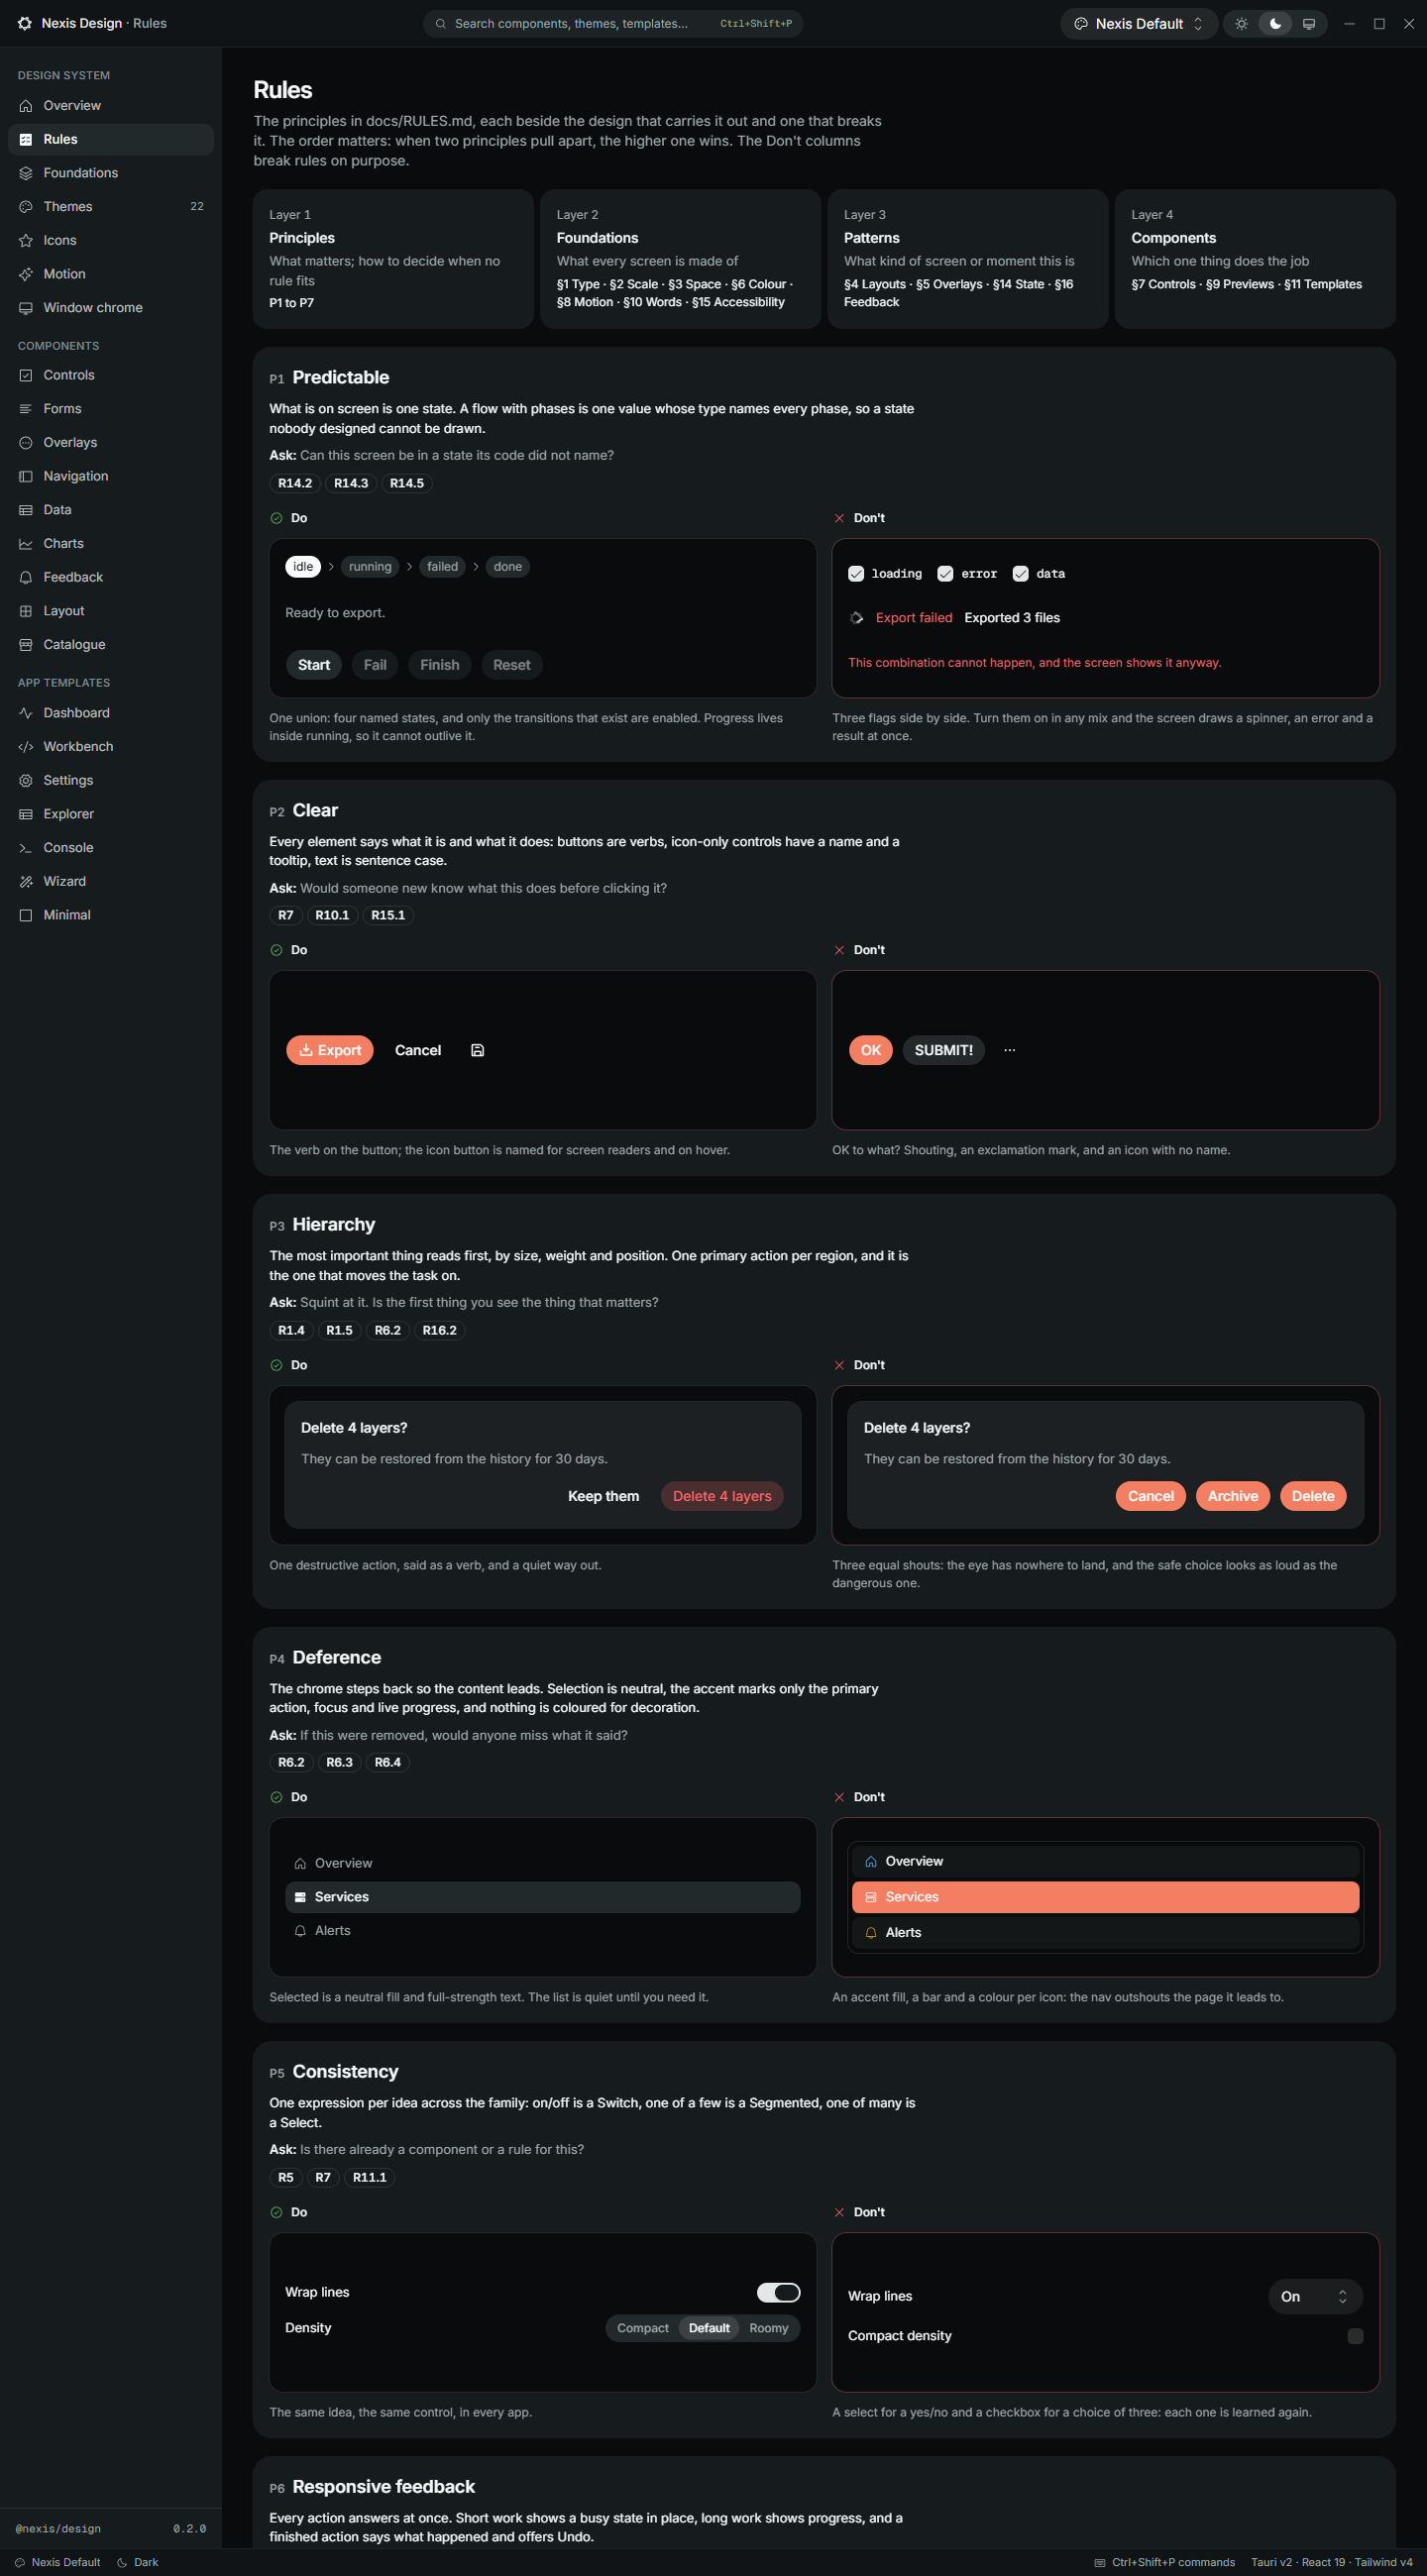 Nexis Design · Rules
Search components, themes, templates... Ctrl+Shift+P
Nexis Default
DESIGN SYSTEM
Overview
Rules
Foundations
Themes 22
Icons
Motion
Window chrome
COMPONENTS
Controls
Forms
Overlays
Navigation
Data
Charts
Feedback
Layout
Catalogue
APP TEMPLATES
Dashboard
Workbench
Settings
Explorer
Console
Wizard
Minimal
@nexis/design 0.2.0
Rules
The principles in docs/RULES.md, each beside the design that carries it out and one that breaks
it. The order matters: when two principles pull apart, the higher one wins. The Don't columns
break rules on purpose.
Layer 1
Principles
What matters; how to decide when no
rule fits
P1 to P7
Layer 2
Foundations
What every screen is made of
§1 Type · §2 Scale · §3 Space · §6 Colour ·
§8 Motion · §10 Words · §15 Accessibility
Layer 3
Patterns
What kind of screen or moment this is
§4 Layouts · §5 Overlays · §14 State · §16
Feedback
Layer 4
Components
Which one thing does the job
§7 Controls · §9 Previews · §11 Templates
P1 Predictable
What is on screen is one state. A flow with phases is one value whose type names every phase, so a state
nobody designed cannot be drawn.
Ask: Can this screen be in a state its code did not name?
R14.2 R14.3 R14.5
Do
idle running failed done
Ready to export.
Start Fail Finish Reset
One union: four named states, and only the transitions that exist are enabled. Progress lives
inside running, so it cannot outlive it.
Don't
loading error data
Export failed Exported 3 files
This combination cannot happen, and the screen shows it anyway.
Three flags side by side. Turn them on in any mix and the screen draws a spinner, an error and a
result at once.
P2 Clear
Every element says what it is and what it does: buttons are verbs, icon-only controls have a name and a
tooltip, text is sentence case.
Ask: Would someone new know what this does before clicking it?
R7 R10.1 R15.1
Do
Export Cancel
The verb on the button; the icon button is named for screen readers and on hover.
Don't
OK SUBMIT! ···
OK to what? Shouting, an exclamation mark, and an icon with no name.
P3 Hierarchy
The most important thing reads first, by size, weight and position. One primary action per region, and it is
the one that moves the task on.
Ask: Squint at it. Is the first thing you see the thing that matters?
R1.4 R1.5 R6.2 R16.2
Do
Delete 4 layers?
They can be restored from the history for 30 days.
Keep them Delete 4 layers
One destructive action, said as a verb, and a quiet way out.
Don't
Delete 4 layers?
They can be restored from the history for 30 days.
Cancel Archive Delete
Three equal shouts: the eye has nowhere to land, and the safe choice looks as loud as the
dangerous one.
P4 Deference
The chrome steps back so the content leads. Selection is neutral, the accent marks only the primary
action, focus and live progress, and nothing is coloured for decoration.
Ask: If this were removed, would anyone miss what it said?
R6.2 R6.3 R6.4
Do
Overview
Services
Alerts
Selected is a neutral fill and full-strength text. The list is quiet until you need it.
Don't
Overview
Services
Alerts
An accent fill, a bar and a colour per icon: the nav outshouts the page it leads to.
P5 Consistency
One expression per idea across the family: on/off is a Switch, one of a few is a Segmented, one of many is
a Select.
Ask: Is there already a component or a rule for this?
R5 R7 R11.1
Do
Wrap lines
Density Compact Default Roomy
The same idea, the same control, in every app.
Don't
Wrap lines On
Compact density
A select for a yes/no and a checkbox for a choice of three: each one is learned again.
P6 Responsive feedback
Every action answers at once. Short work shows a busy state in place, long work shows progress, and a
finished action says what happened and offers Undo.
Nexis Default Dark
Ctrl+Shift+P commands Tauri v2 · React 19 · Tailwind v4